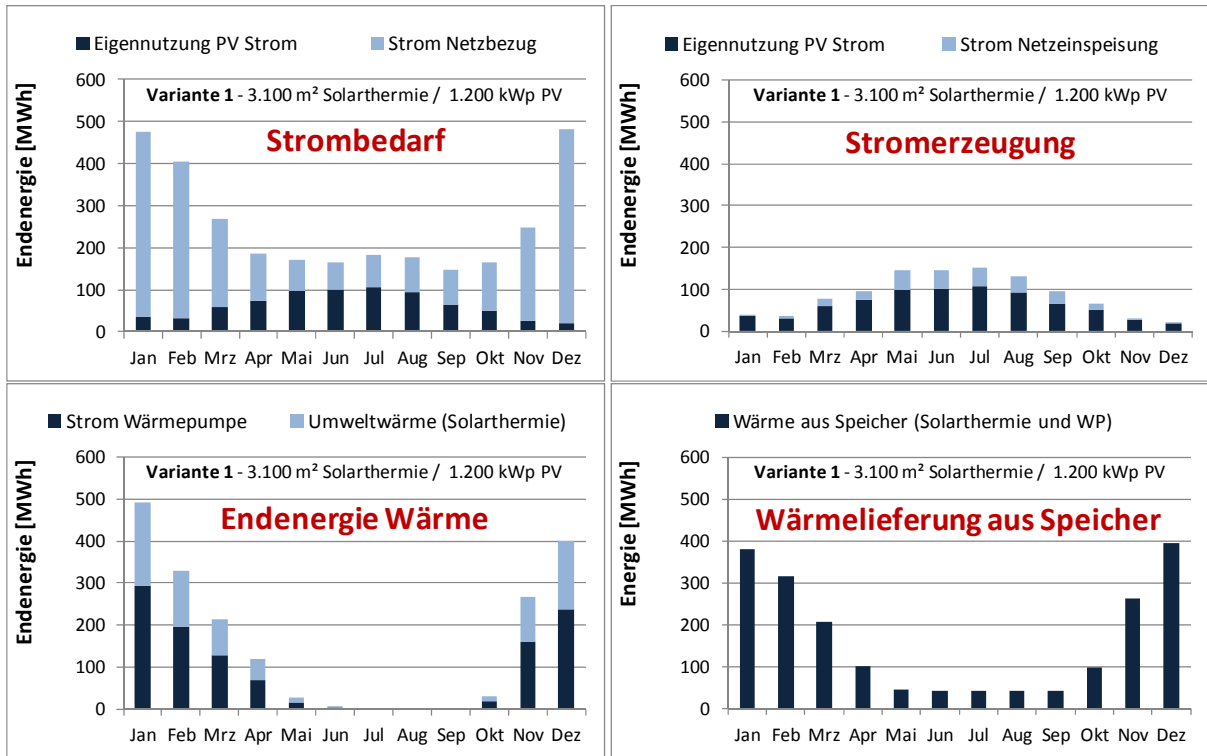 Eigennutzung PV Strom Strom Netzbezug
Endenergie [MWh]
600
500
400
300
200
100
0
Variante 1 - 3.100 m² Solarthermie / 1.200 kWp PV
Strombedarf
Jan Feb Mrz Apr Mai Jun Jul Aug Sep Okt Nov Dez
Eigennutzung PV Strom Strom Netzeinspeisung
Endenergie [MWh]
600
500
400
300
200
100
0
Variante 1 - 3.100 m² Solarthermie / 1.200 kWp PV
Stromerzeugung
Jan Feb Mrz Apr Mai Jun Jul Aug Sep Okt Nov Dez
Strom Wärmepumpe Umweltwärme (Solarthermie)
Endenergie [MWh]
600
500
400
300
200
100
0
Variante 1 - 3.100 m² Solarthermie / 1.200 kWp PV
Endenergie Wärme
Jan Feb Mrz Apr Mai Jun Jul Aug Sep Okt Nov Dez
Wärme aus Speicher (Solarthermie und WP)
Energie [MWh]
600
500
400
300
200
100
0
Variante 1 - 3.100 m² Solarthermie / 1.200 kWp PV
Wärmelieferung aus Speicher
Jan Feb Mrz Apr Mai Jun Jul Aug Sep Okt Nov Dez